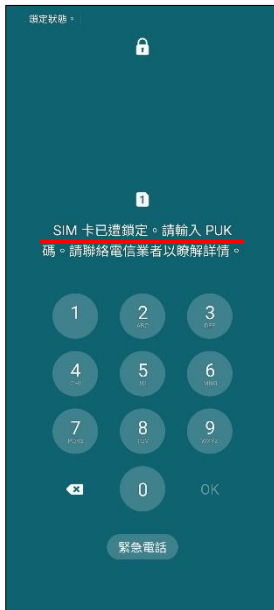 鎖定狀態。
1
SIM 卡已遭鎖定。請輸入 PUK
碼。請聯絡電信業者以瞭解詳情。
1 2 3
ABC DEF
4 5 6
GHI JKL MNO
7 8 9
PQRS TUV WXYZ
0 OK
緊急電話